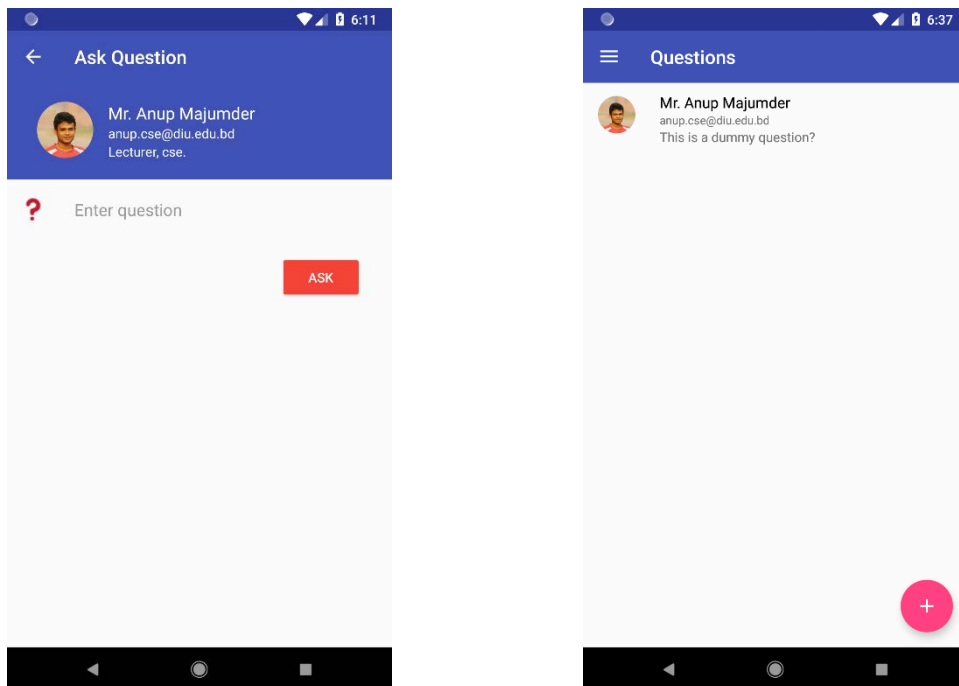 6:11
Ask Question
Mr. Anup Majumder
anup.cse@diu.edu.bd
Lecturer, cse.
? Enter question
ASK
6:37
Questions
Mr. Anup Majumder
anup.cse@diu.edu.bd
This is a dummy question?
+